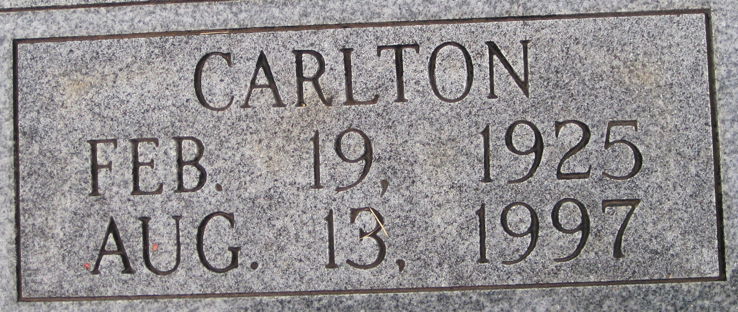 CARLTON
FEB. 19, 1925
AUG. 13, 1997